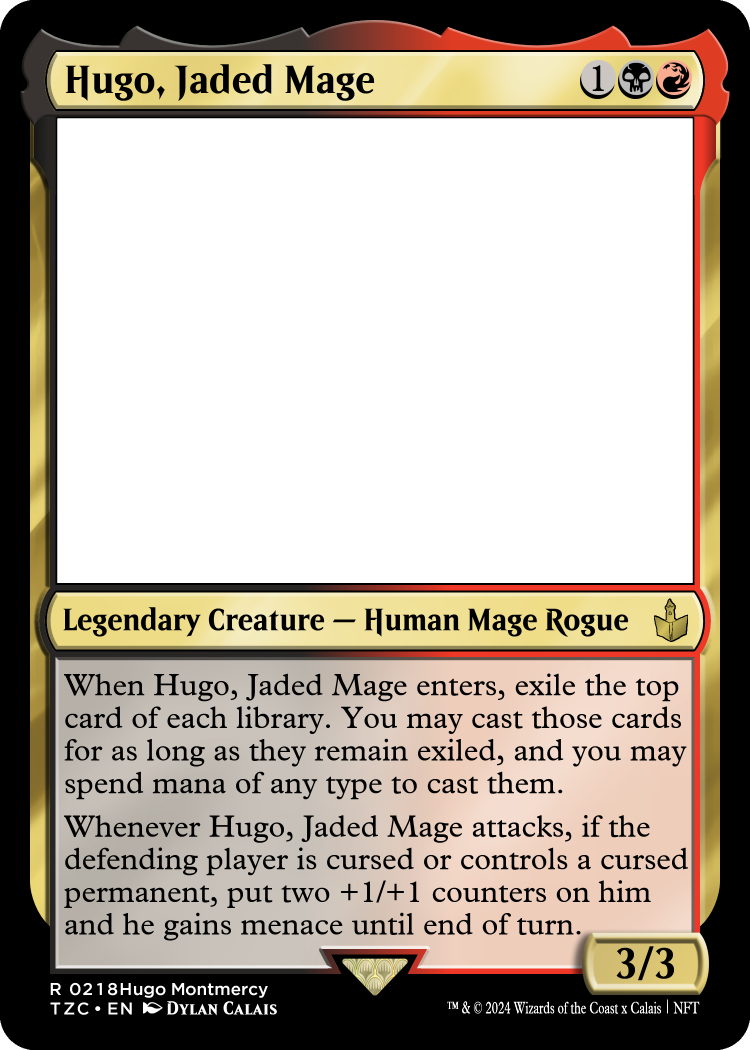 Hugo, Jaded Mage 1
Legendary Creature — Human Mage Rogue
When Hugo, Jaded Mage enters, exile the top
card of each library. You may cast those cards
for as long as they remain exiled, and you may
spend mana of any type to cast them.
Whenever Hugo, Jaded Mage attacks, if the
defending player is cursed or controls a cursed
permanent, put two +1/+1 counters on him
and he gains menace until end of turn.
3/3
R 0218Hugo Montmercy
TZC • EN Dylan Calais
™ & © 2024 Wizards of the Coast x Calais | NFT